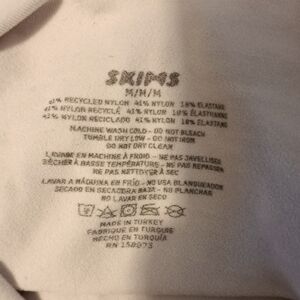 SKIMS
M/M/M
41% RECYCLED NYLON 41% NYLON 18% ELASTANE
41% NYLON RECYCLÉ 41% NYLON 18% ÉLASTHANNE
41% NYLON RECICLADO 41% NYLON 18% ELASTANO
MACHINE WASH COLD - DO NOT BLEACH
TUMBLE DRY LOW - DO NOT IRON
DO NOT DRY CLEAN
LAVABLE EN MACHINE À FROID - NE PAS JAVELLISER
SÉCHER À BASSE TEMPÉRATURE - NE PAS REPASSER
NE PAS NETTOYER À SEC
LAVAR A MÁQUINA EN FRÍO - NO USA BLANQUEADOR
SECADO EN SECADORA BAJA - NO PLANCHAS
NO LAVAR EN SECO
MADE IN TURKEY
FABRIQUÉ EN TURQUIE
HECHO EN TURQUÍA
RN 158073